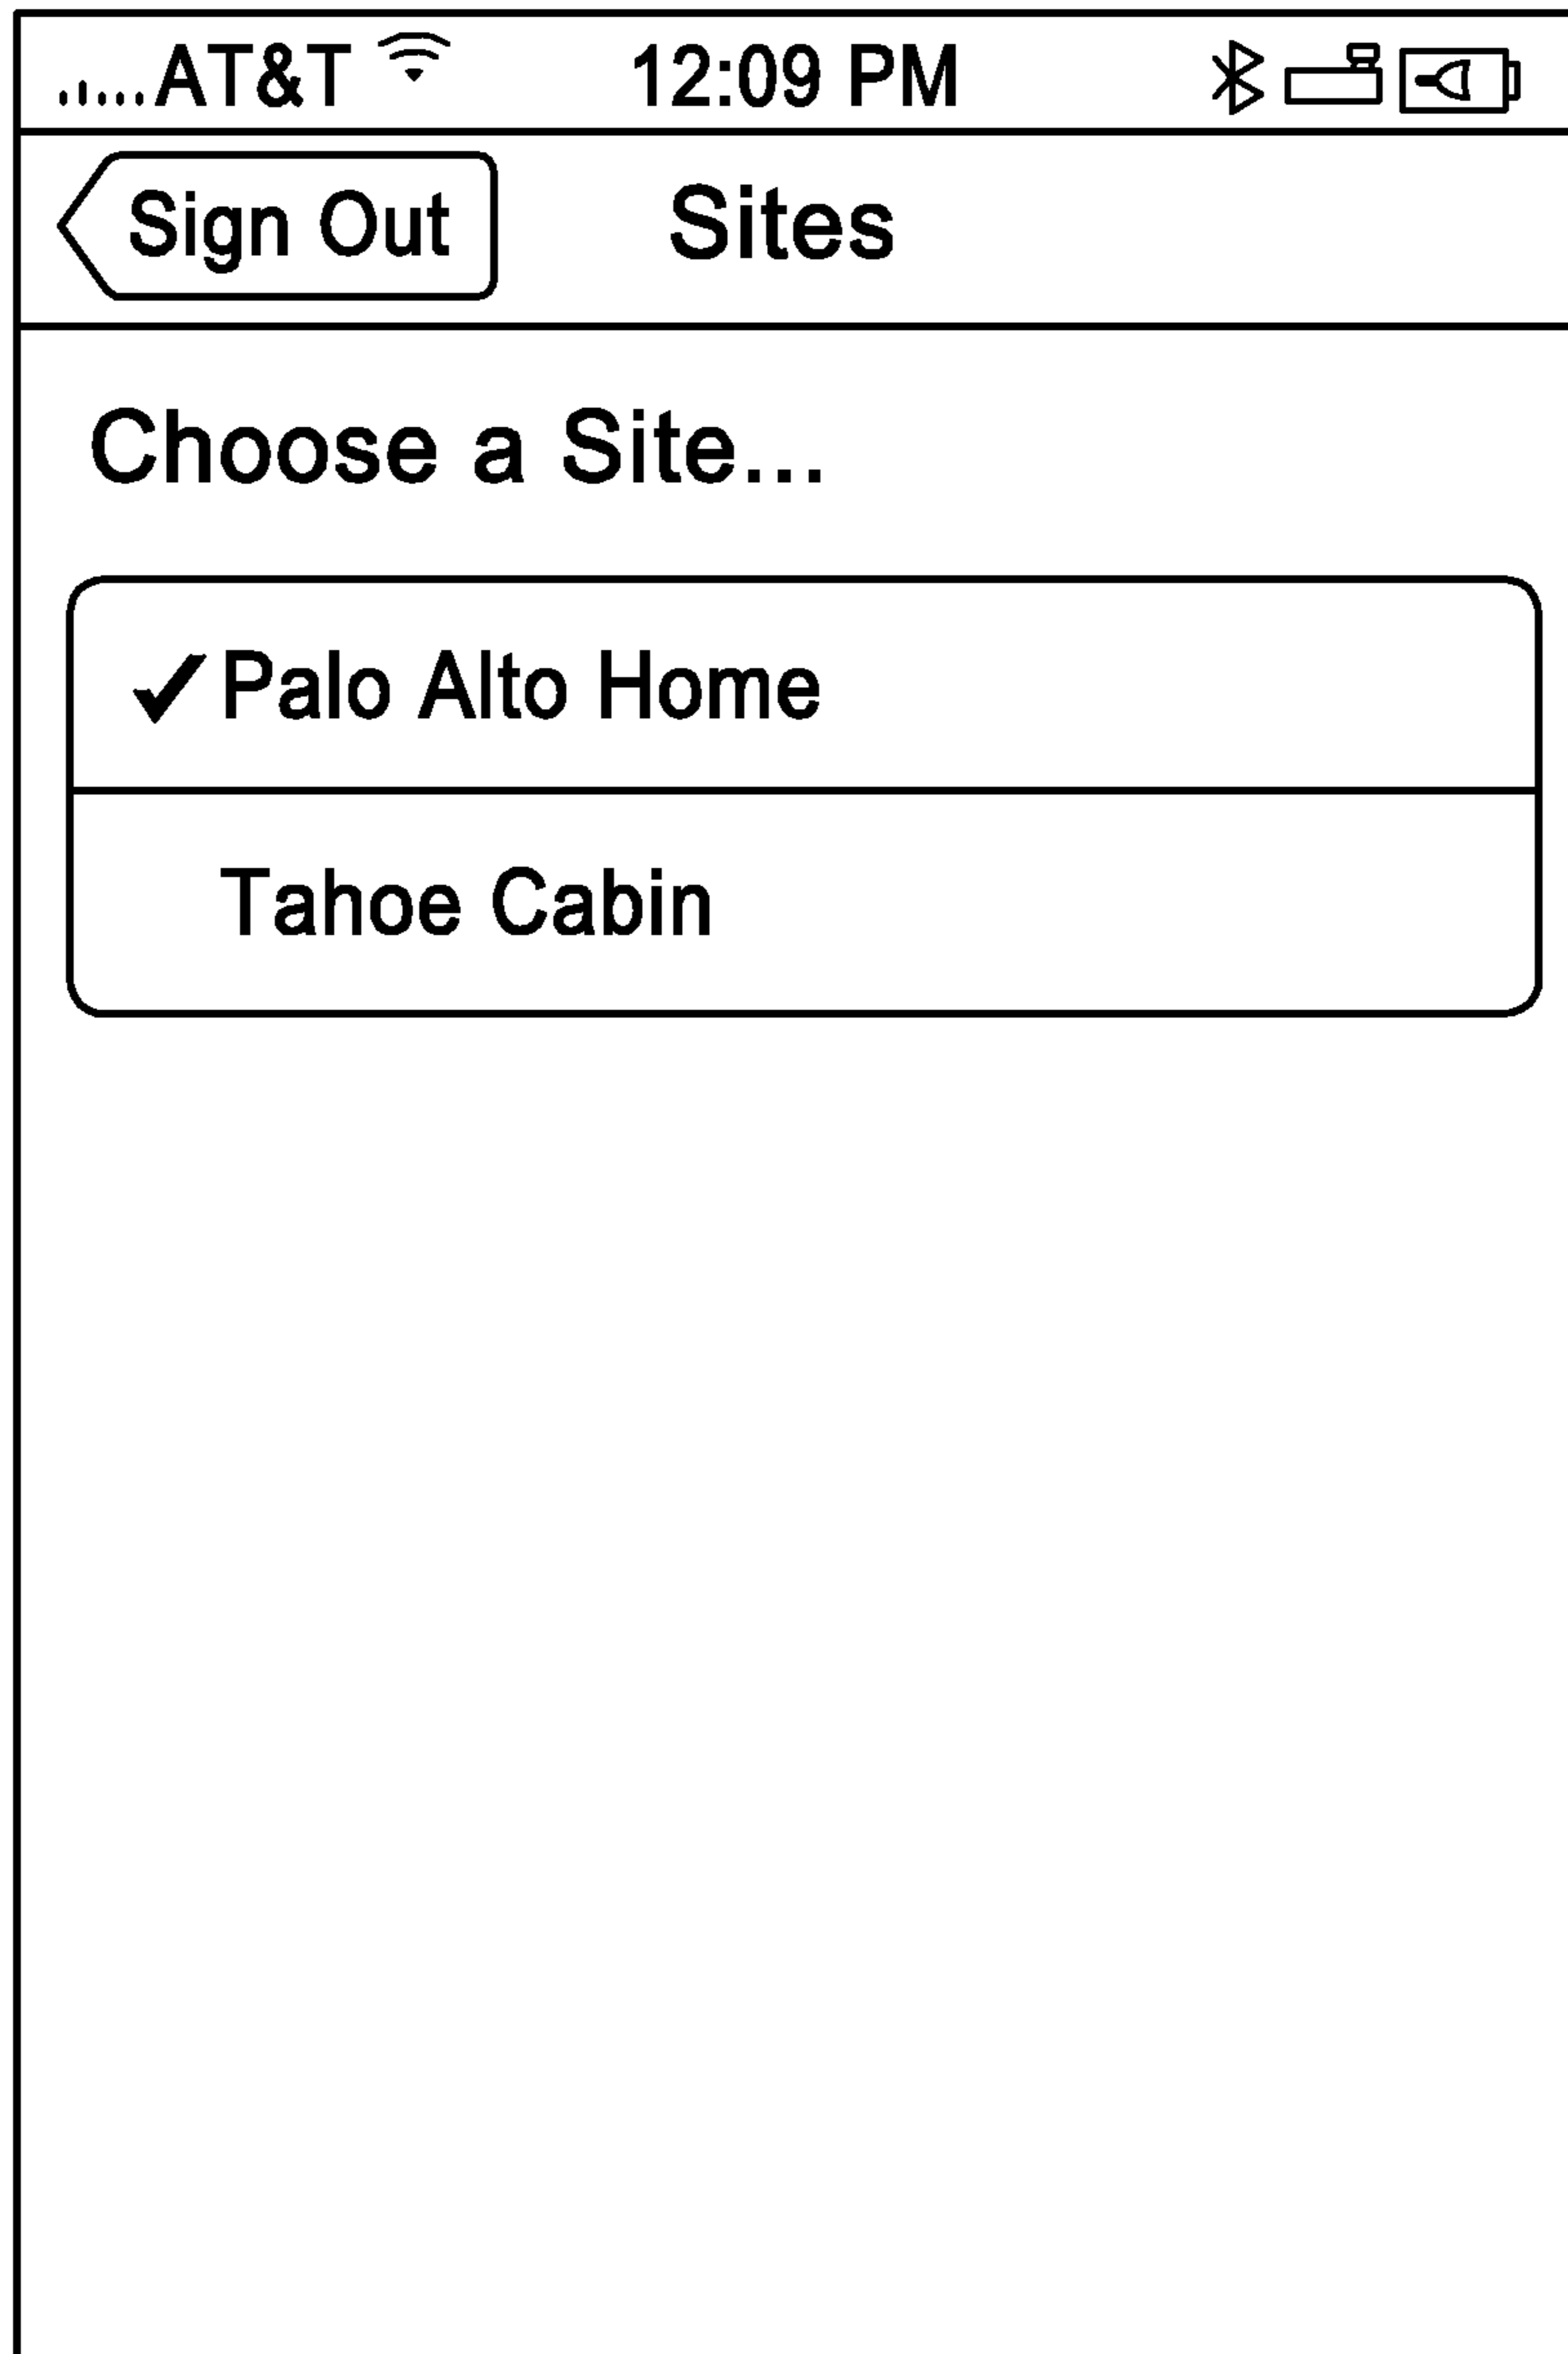 AT&T 12:09 PM
Sign Out Sites
Choose a Site...
✓ Palo Alto Home
Tahoe Cabin